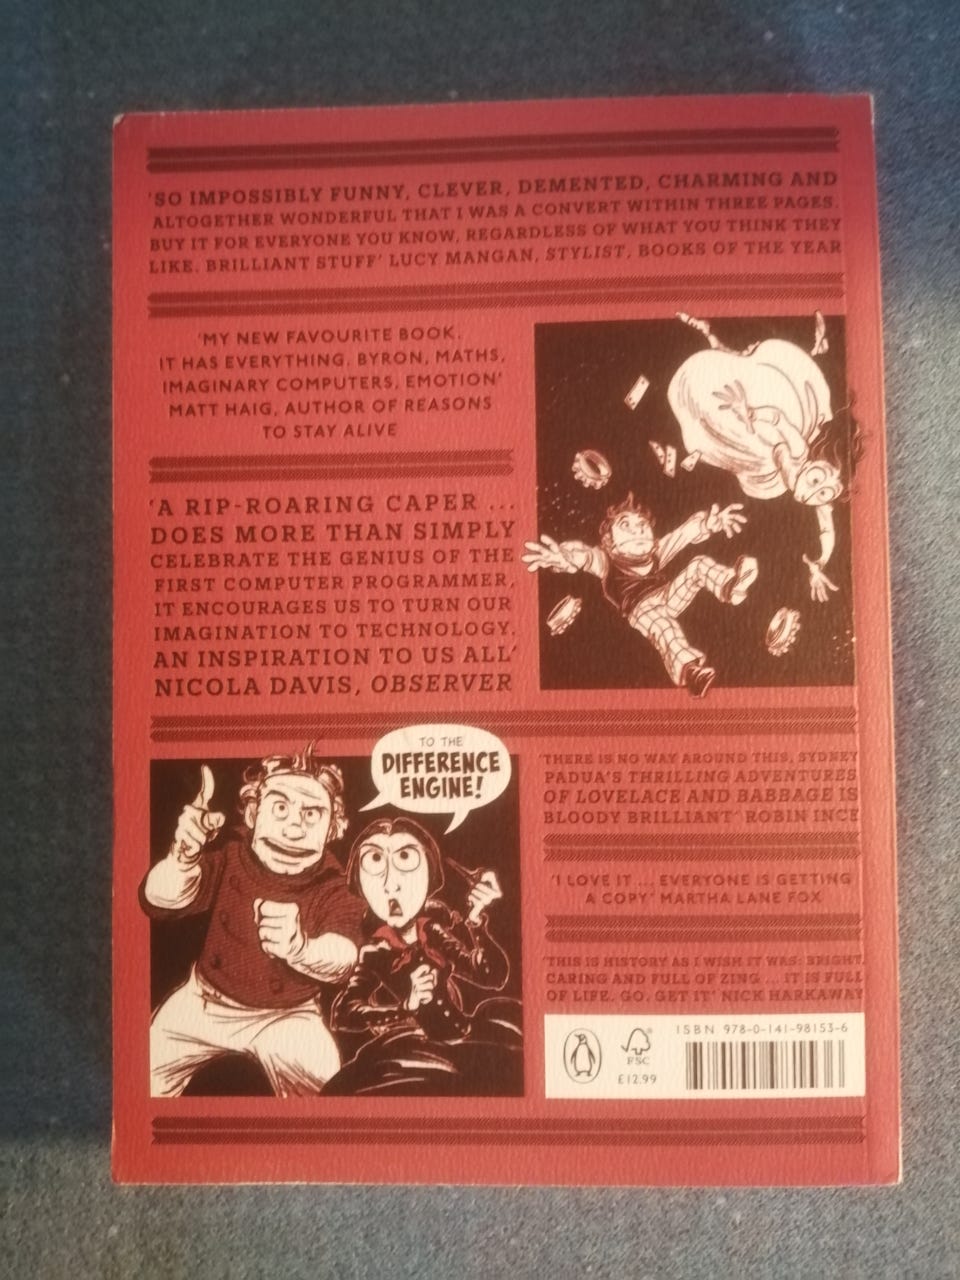 'SO IMPOSSIBLY FUNNY, CLEVER, DEMENTED, CHARMING AND
ALTOGETHER WONDERFUL THAT I WAS A CONVERT WITHIN THREE PAGES.
BUY IT FOR EVERYONE YOU KNOW, REGARDLESS OF WHAT YOU THINK THEY
LIKE. BRILLIANT STUFF' LUCY MANGAN, STYLIST, BOOKS OF THE YEAR
'MY NEW FAVOURITE BOOK.
IT HAS EVERYTHING. BYRON, MATHS,
IMAGINARY COMPUTERS, EMOTION'
MATT HAIG, AUTHOR OF REASONS
TO STAY ALIVE
'A RIP-ROARING CAPER ...
DOES MORE THAN SIMPLY
CELEBRATE THE GENIUS OF THE
FIRST COMPUTER PROGRAMMER,
IT ENCOURAGES US TO TURN OUR
IMAGINATION TO TECHNOLOGY.
AN INSPIRATION TO US ALL'
NICOLA DAVIS, OBSERVER
TO THE
DIFFERENCE
ENGINE!
'THERE IS NO WAY AROUND THIS, SYDNEY
PADUA'S THRILLING ADVENTURES
OF LOVELACE AND BABBAGE IS
BLOODY BRILLIANT' ROBIN INCE
'I LOVE IT ... EVERYONE IS GETTING
A COPY' MARTHA LANE FOX
'THIS IS HISTORY AS I WISH IT WAS: BRIGHT,
CARING AND FULL OF ZING ... IT IS FULL
OF LIFE. GO. GET IT' NICK HARKAWAY
ISBN 978-0-141-98153-6
FSC
£12.99